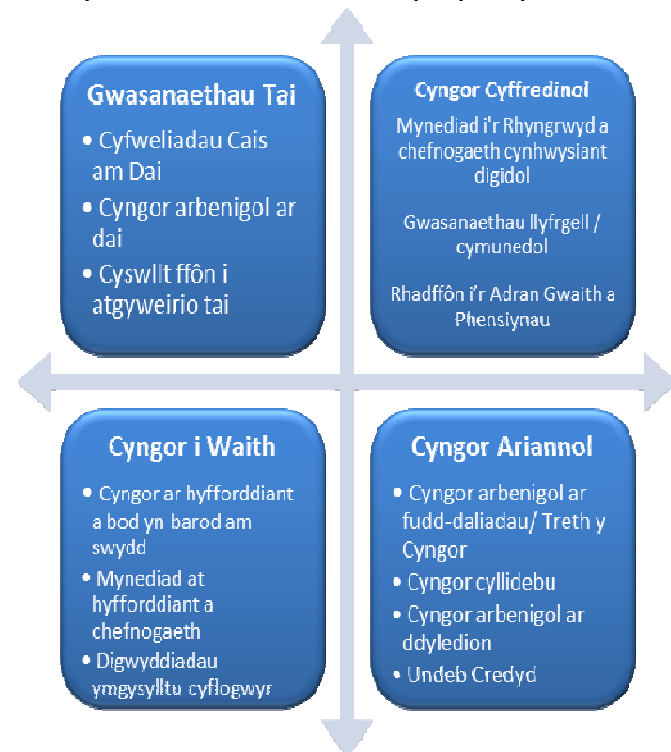 Gwasanaethau Tai
• Cyfweliadau Cais
am Dai
• Cyngor arbenigol ar
dai
• Cyswllt ffôn i
atgyweirio tai
Cyngor Cyffredinol
Mynediad i'r Rhyngrwyd a
chefnogaeth cynhwysiant
digidol
Gwasanaethau llyfrgell /
cymunedol
Rhadffôn i'r Adran Gwaith a
Phensiynau
Cyngor i Waith
• Cyngor ar hyfforddiant
a bod yn barod am
swydd
• Mynediad at
hyfforddiant a
chefnogaeth
• Digwyddiadau
ymgysylltu cyflogwyr
Cyngor Ariannol
• Cyngor arbenigol ar
fudd-daliadau/ Treth y
Cyngor
• Cyngor cyllidebu
• Cyngor arbenigol ar
ddyledion
• Undeb Credyd